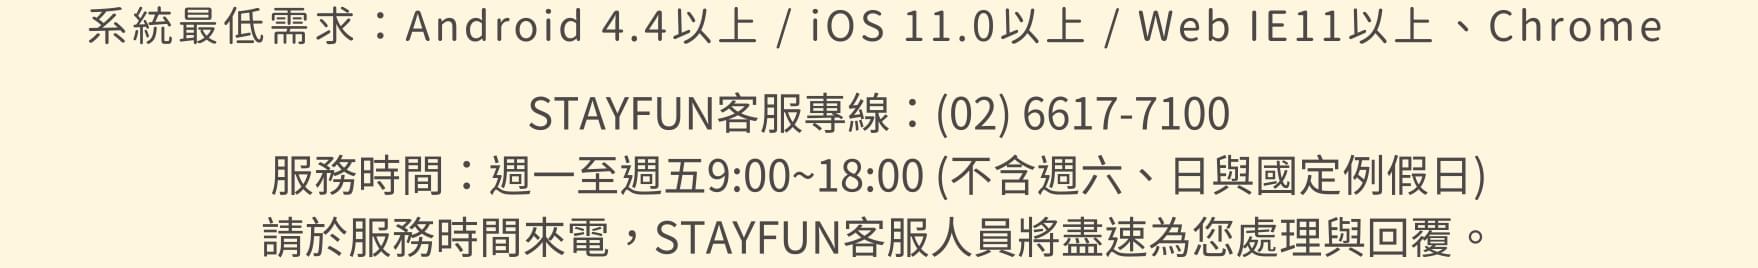 系統最低需求：Android 4.4以上 / iOS 11.0以上 / Web IE11以上、Chrome
STAYFUN客服專線：(02) 6617-7100
服務時間：週一至週五9:00~18:00 (不含週六、日與國定例假日)
請於服務時間來電，STAYFUN客服人員將盡速為您處理與回覆。